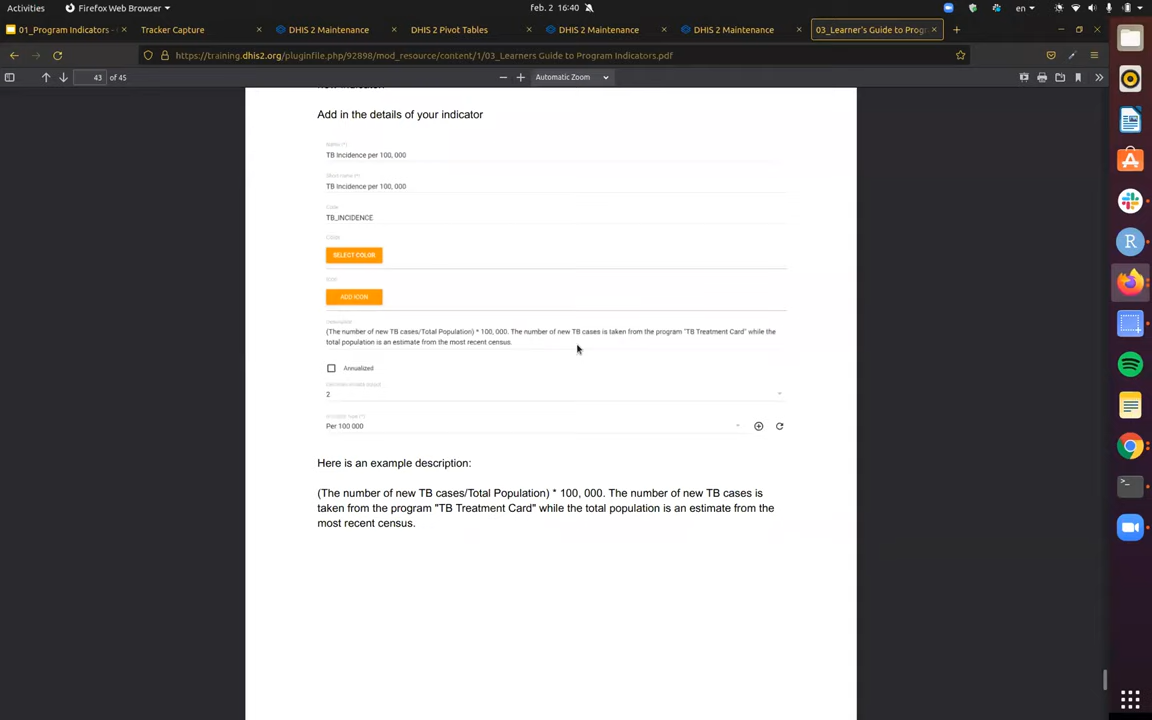 Activities
Firefox Web Browser
feb. 2 16:40
en
01_Program Indicators -
Tracker Capture
DHIS 2 Maintenance
DHIS 2 Pivot Tables
DHIS 2 Maintenance
DHIS 2 Maintenance
03_Learner's Guide to Prog
https://training.dhis2.org/pluginfile.php/92898/mod_resource/content/1/03_Learners Guide to Program Indicators.pdf
43 of 45
Automatic Zoom
Add in the details of your indicator
Name (*)
TB Incidence per 100, 000
Short name (*)
TB Incidence per 100, 000
Code
TB_INCIDENCE
Color
SELECT COLOR
Icon
ADD ICON
Description
(The number of new TB cases/Total Population) * 100, 000. The number of new TB cases is taken from the program "TB Treatment Card" while the
total population is an estimate from the most recent census.
Annualized
2
Per 100 000
Here is an example description:
(The number of new TB cases/Total Population) * 100, 000. The number of new TB cases is
taken from the program "TB Treatment Card" while the total population is an estimate from the
most recent census.